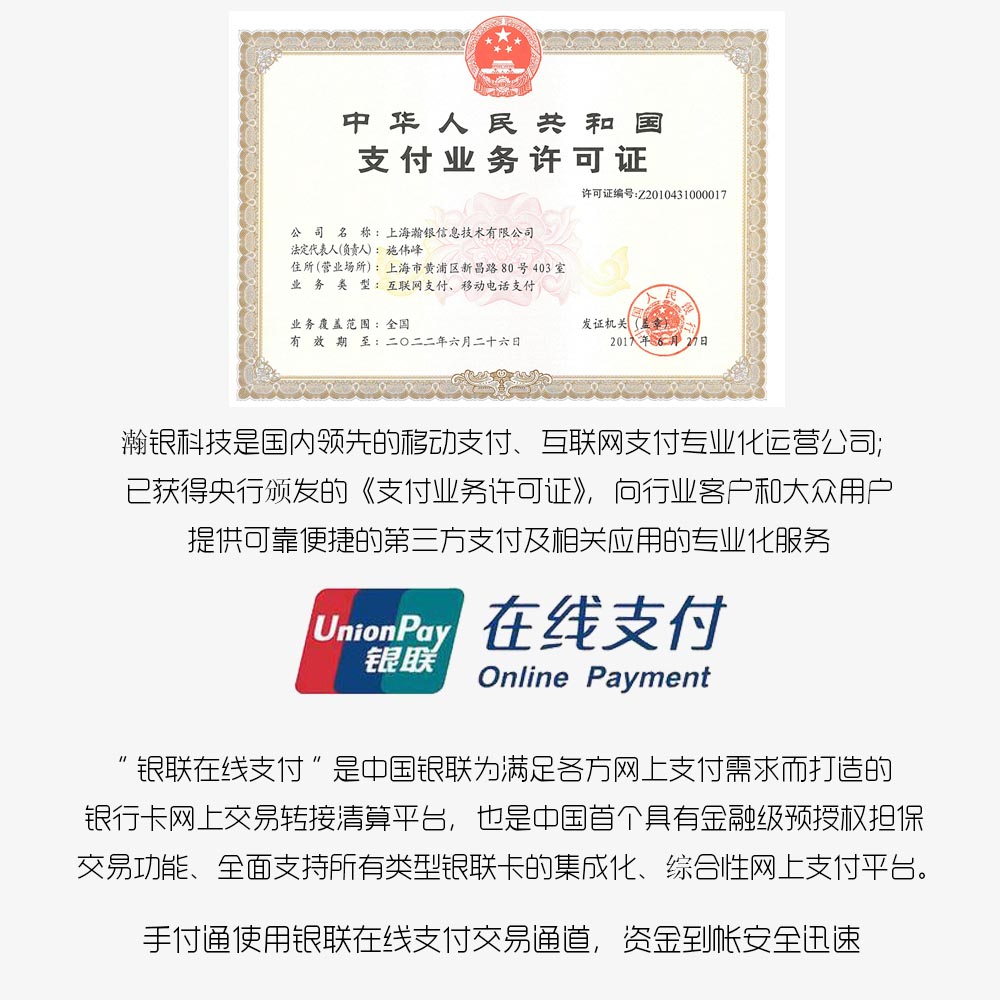 中华人民共和国
支付业务许可证
许可证编号:Z2010431000017
公司名称：上海瀚银信息技术有限公司
法定代表人(负责人)：施伟峰
住所(营业场所)：上海市黄浦区新昌路80号403室
业务类型：互联网支付、移动电话支付
业务覆盖范围：全国
发证机关(盖章)
有效期至：二〇二二年六月二十六日
2017年6月27日
中国人民银行
瀚银科技是国内领先的移动支付、互联网支付专业化运营公司;
已获得央行颁发的《支付业务许可证》，向行业客户和大众用户
提供可靠便捷的第三方支付及相关应用的专业化服务
UnionPay
银联
在线支付
Online Payment
"银联在线支付"是中国银联为满足各方网上支付需求而打造的
银行卡网上交易转接清算平台，也是中国首个具有金融级预授权担保
交易功能、全面支持所有类型银联卡的集成化、综合性网上支付平台。
手付通使用银联在线支付交易通道，资金到帐安全迅速